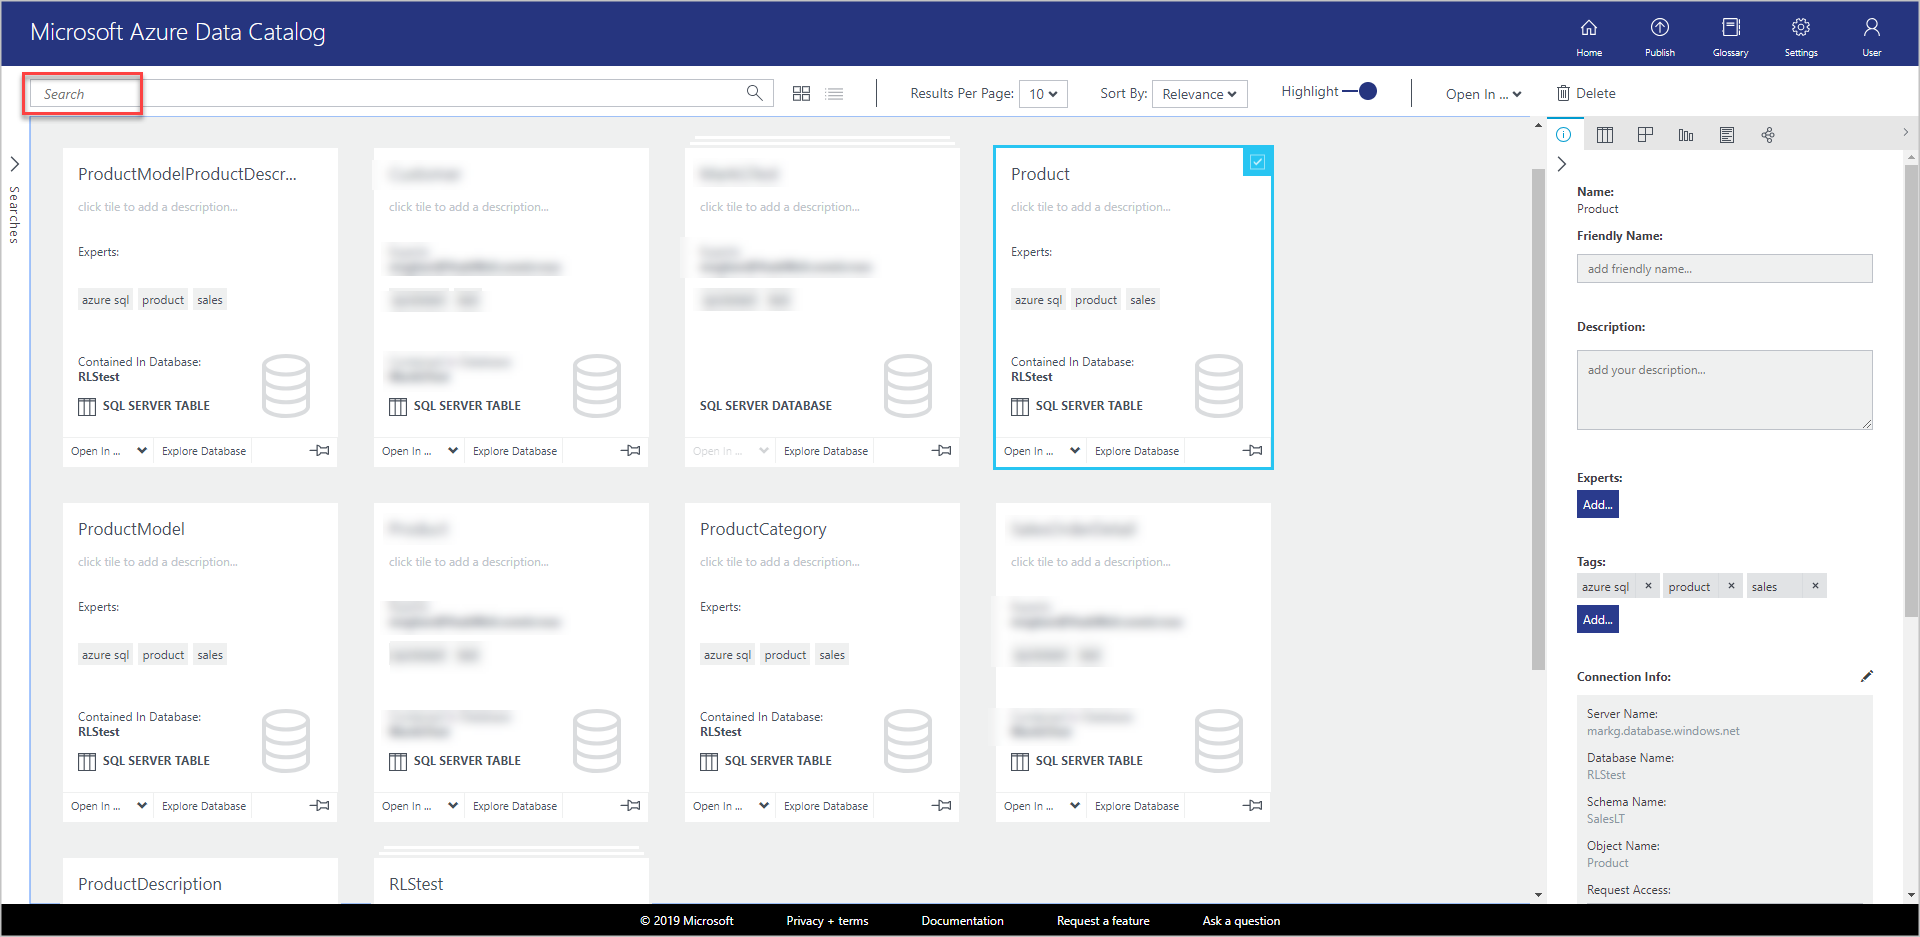 Microsoft Azure Data Catalog
Home
Publish
Glossary
Settings
User
Search
Results Per Page: 10
Sort By: Relevance
Highlight
Open In ...
Delete
Searches
ProductModelProductDescr...
click tile to add a description...
Experts:
azure sql product sales
Contained In Database:
RLStest
SQL SERVER TABLE
Open In ... Explore Database
click tile to add a description...
SQL SERVER TABLE
Open In ... Explore Database
click tile to add a description...
SQL SERVER DATABASE
Open In ... Explore Database
Product
click tile to add a description...
Experts:
azure sql product sales
Contained In Database:
RLStest
SQL SERVER TABLE
Open In ... Explore Database
ProductModel
click tile to add a description...
Experts:
azure sql product sales
Contained In Database:
RLStest
SQL SERVER TABLE
Open In ... Explore Database
click tile to add a description...
SQL SERVER TABLE
Open In ... Explore Database
ProductCategory
click tile to add a description...
Experts:
azure sql product sales
Contained In Database:
RLStest
SQL SERVER TABLE
Open In ... Explore Database
click tile to add a description...
SQL SERVER TABLE
Open In ... Explore Database
ProductDescription
RLStest
Name:
Product
Friendly Name:
add friendly name...
Description:
add your description...
Experts:
Add...
Tags:
azure sql × product × sales ×
Add...
Connection Info:
Server Name:
markg.database.windows.net
Database Name:
RLStest
Schema Name:
SalesLT
Object Name:
Product
Request Access:
© 2019 Microsoft
Privacy + terms
Documentation
Request a feature
Ask a question